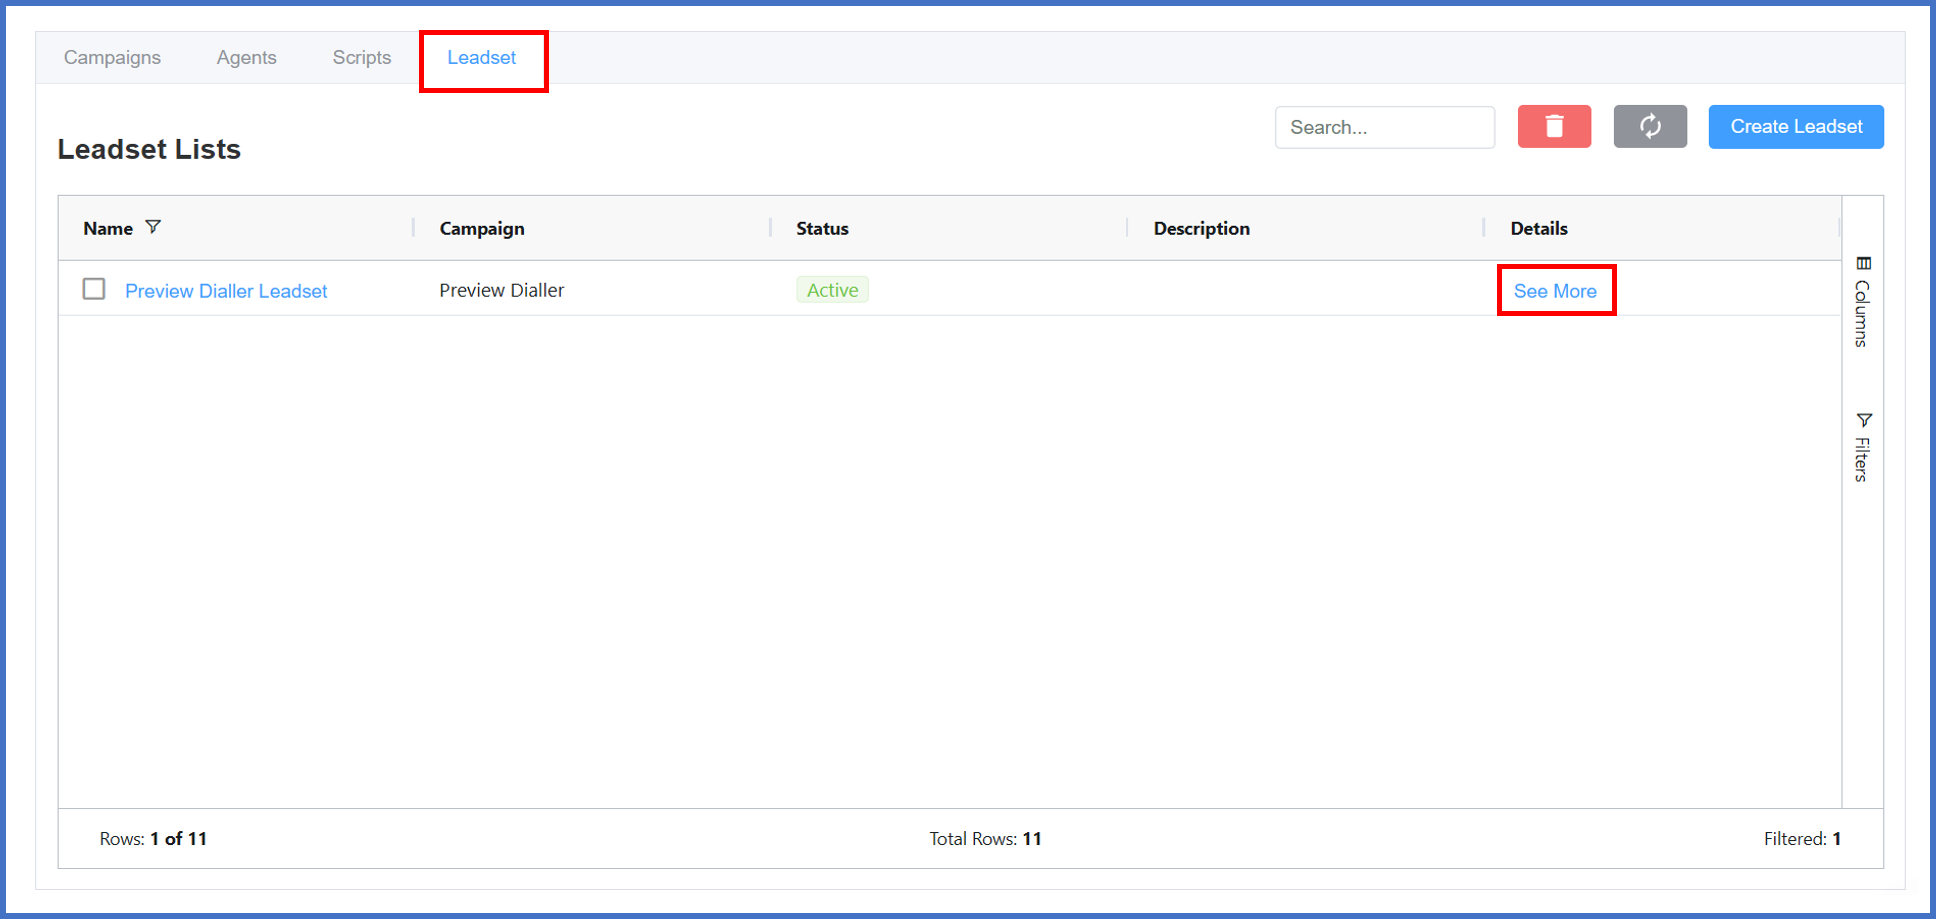 Campaigns Agents Scripts Leadset
Search... Create Leadset
Leadset Lists
Name Campaign Status Description Details
Preview Dialler Leadset Preview Dialler Active See More
Columns
Filters
Rows: 1 of 11 Total Rows: 11 Filtered: 1